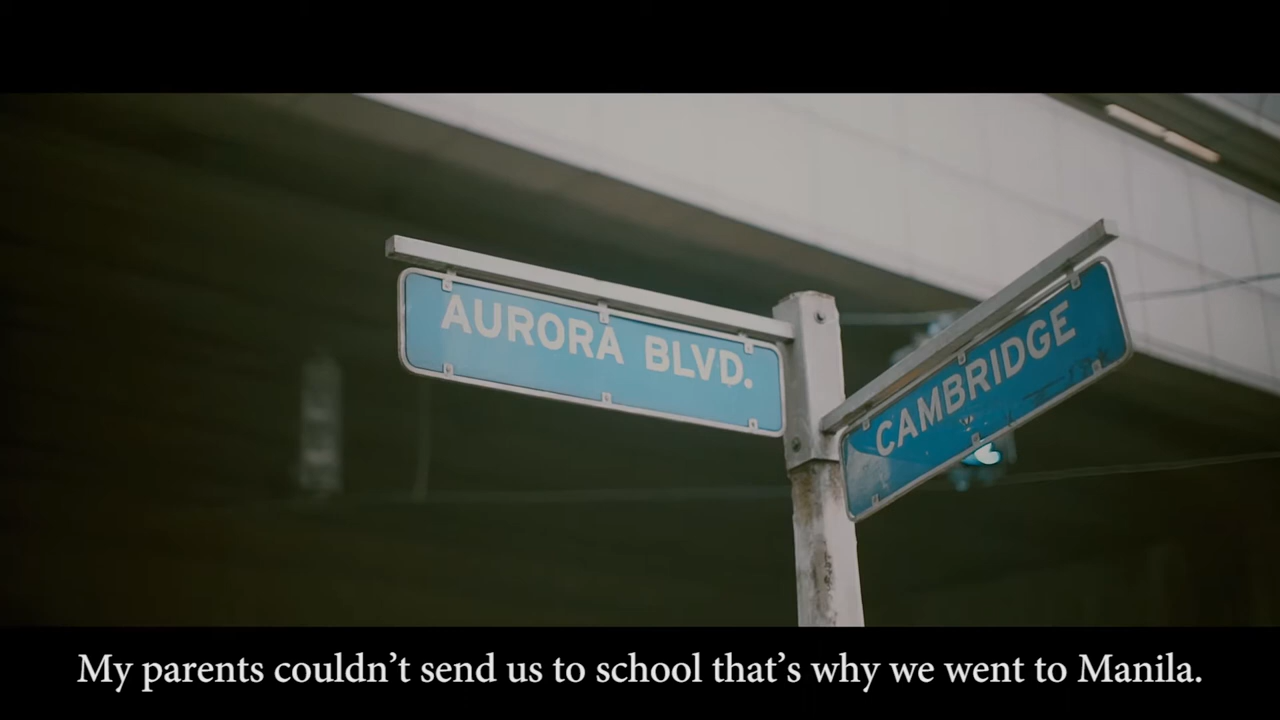 AURORA BLVD.
CAMBRIDGE
My parents couldn't send us to school that's why we went to Manila.